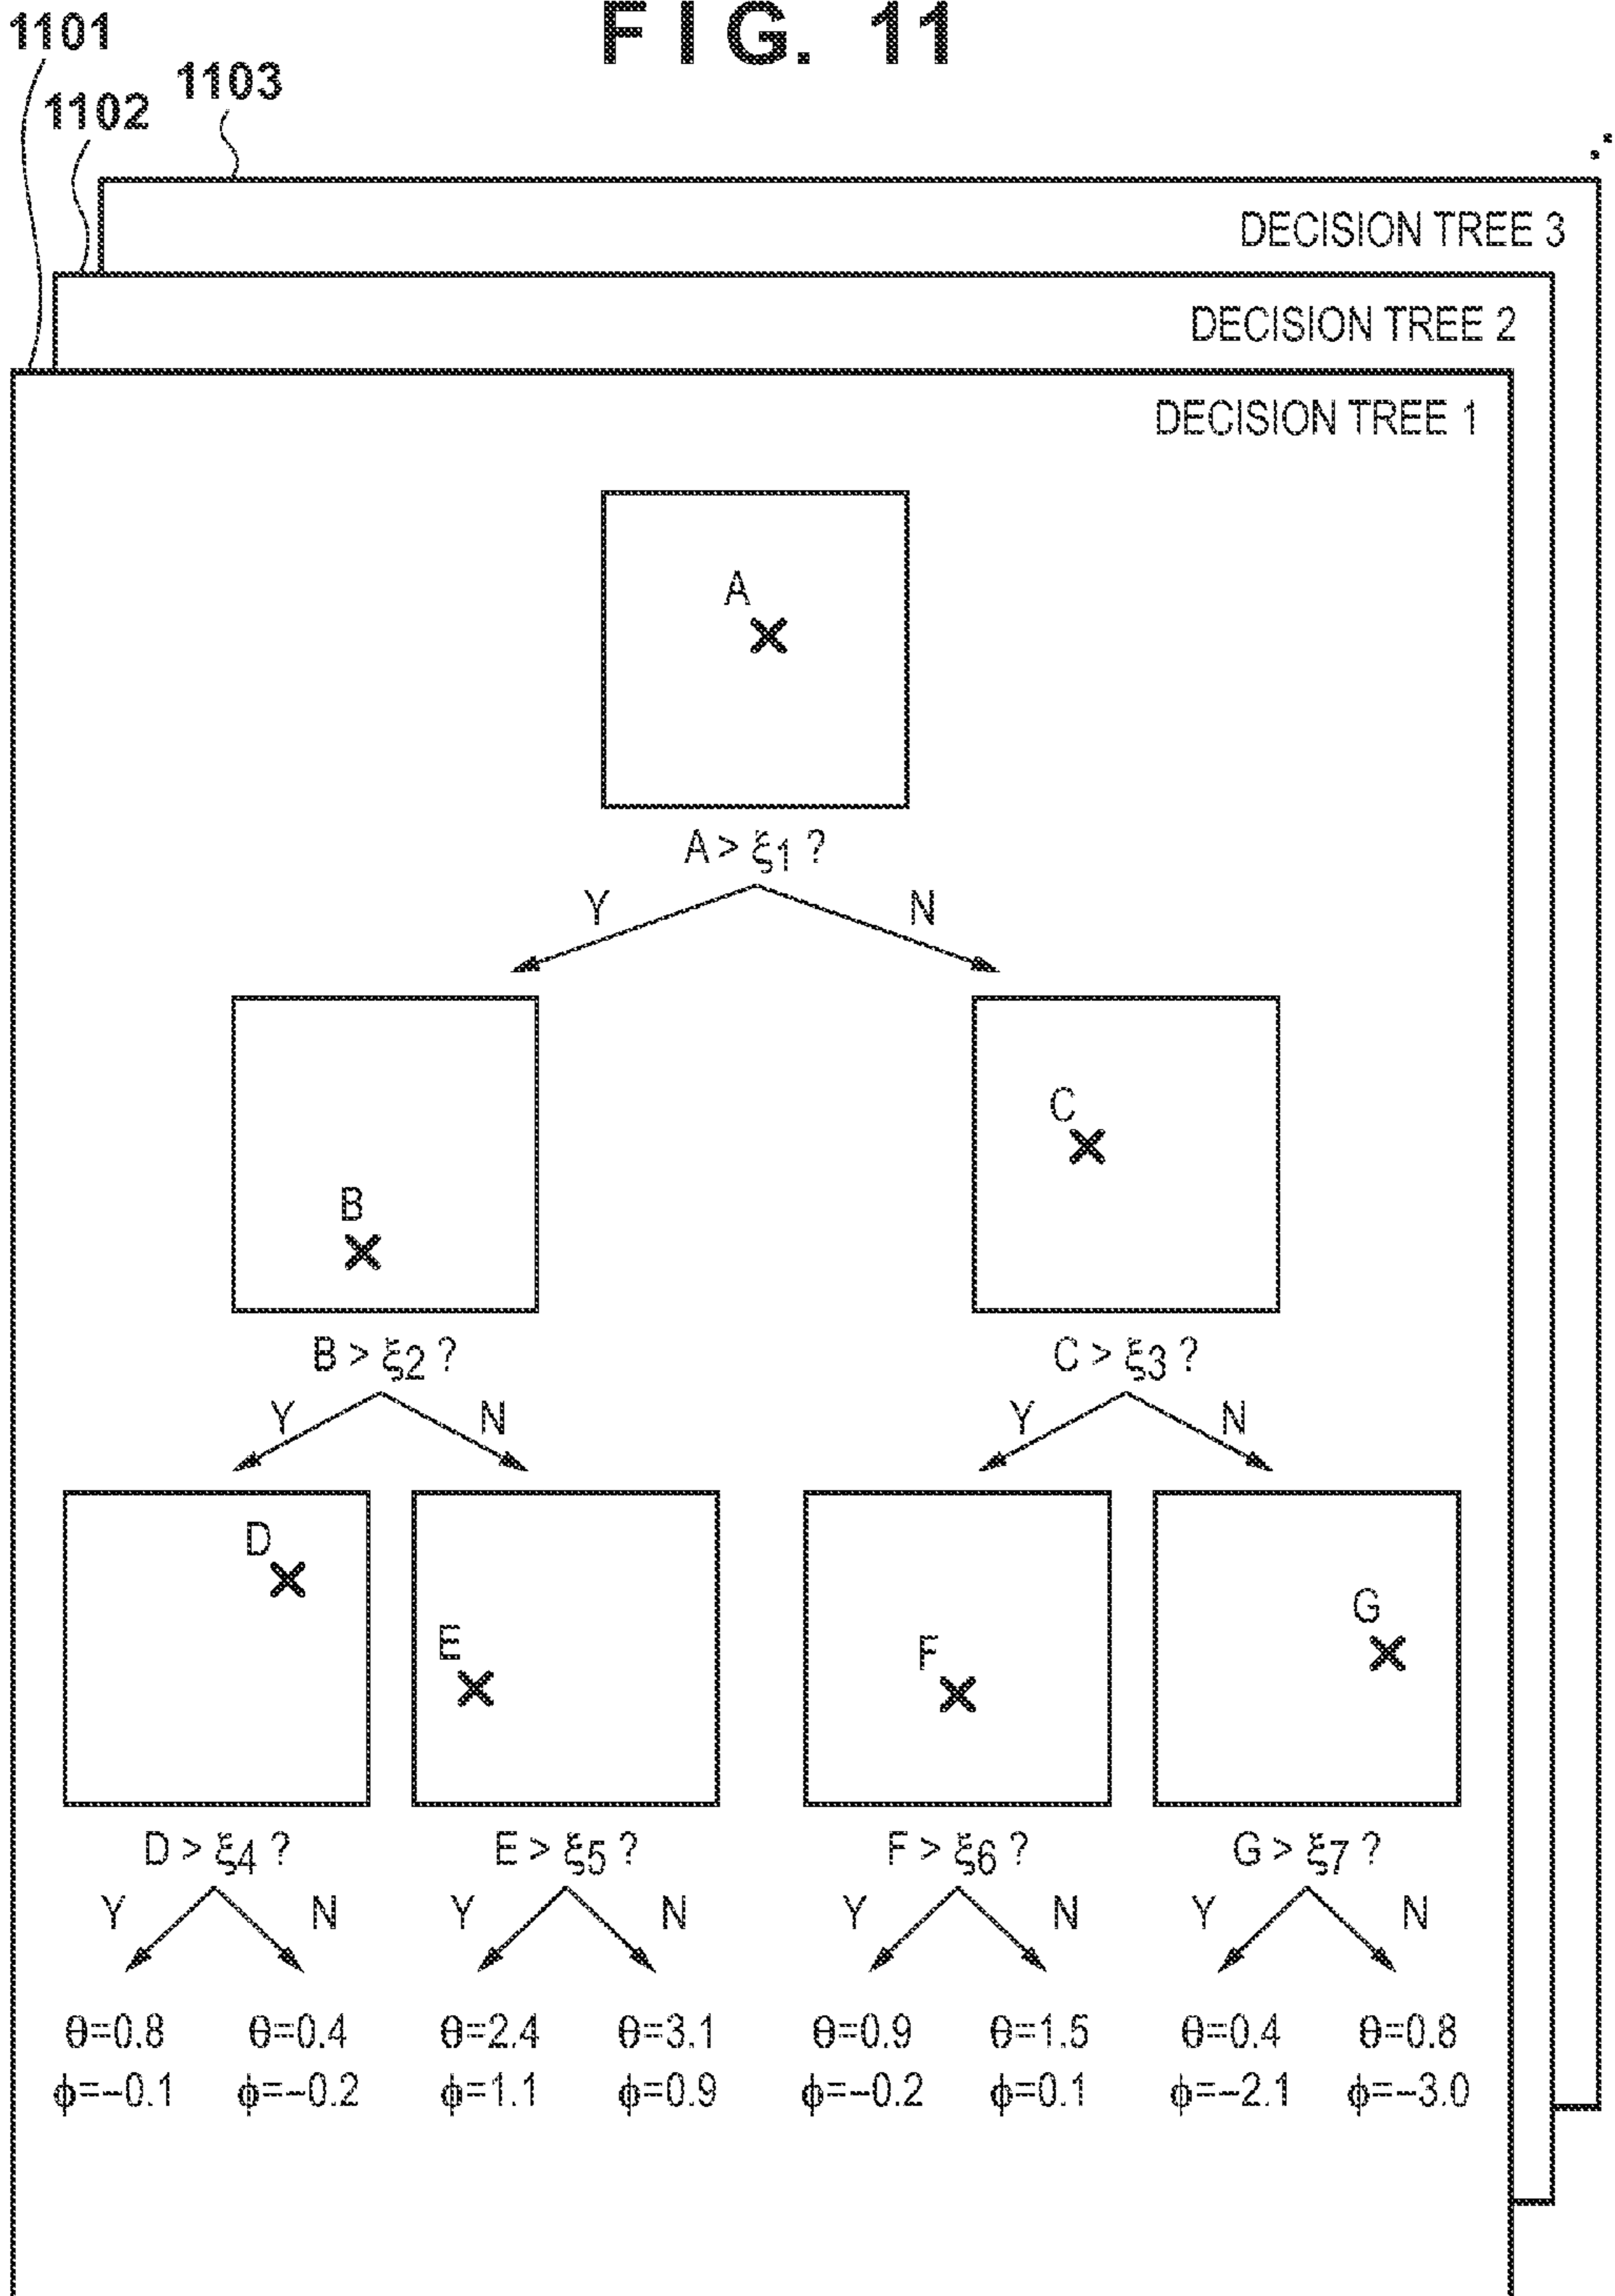 FIG. 11
1101
1102
1103
DECISION TREE 3
DECISION TREE 2
DECISION TREE 1
A
A > ξ1 ?
Y N
B
C
B > ξ2 ?
C > ξ3 ?
Y N
Y N
D
E
F
G
D > ξ4 ?
E > ξ5 ?
F > ξ6 ?
G > ξ7 ?
Y N
Y N
Y N
Y N
θ=0.8 θ=0.4 θ=2.4 θ=3.1 θ=0.9 θ=1.5 θ=0.4 θ=0.8
ϕ=-0.1 ϕ=-0.2 ϕ=1.1 ϕ=0.9 ϕ=-0.2 ϕ=0.1 ϕ=-2.1 ϕ=-3.0